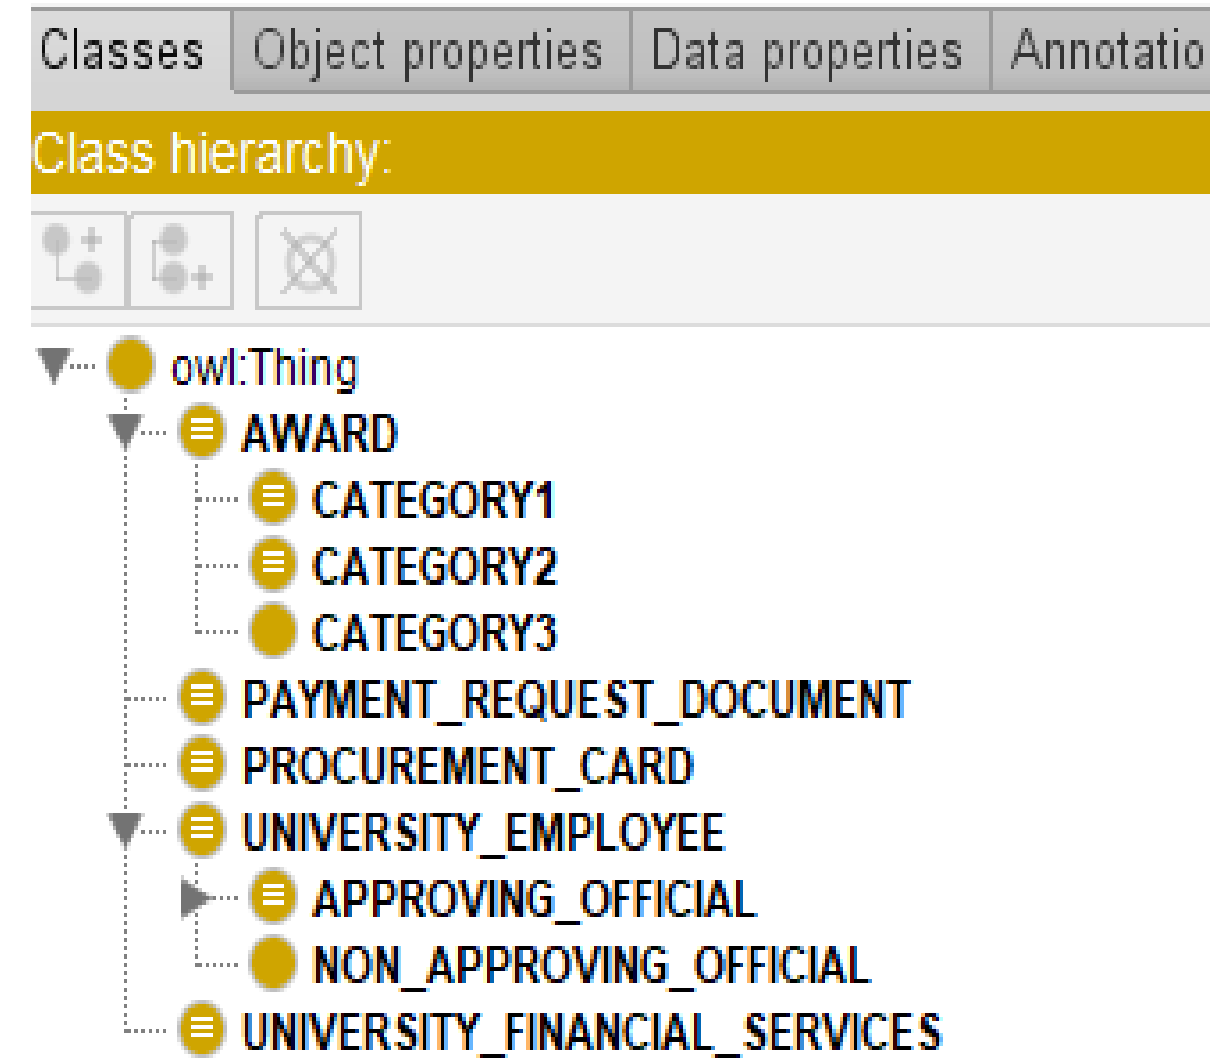 Classes Object properties Data properties Annotatio
Class hierarchy:
owl:Thing
AWARD
CATEGORY1
CATEGORY2
CATEGORY3
PAYMENT_REQUEST_DOCUMENT
PROCUREMENT_CARD
UNIVERSITY_EMPLOYEE
APPROVING_OFFICIAL
NON_APPROVING_OFFICIAL
UNIVERSITY_FINANCIAL_SERVICES